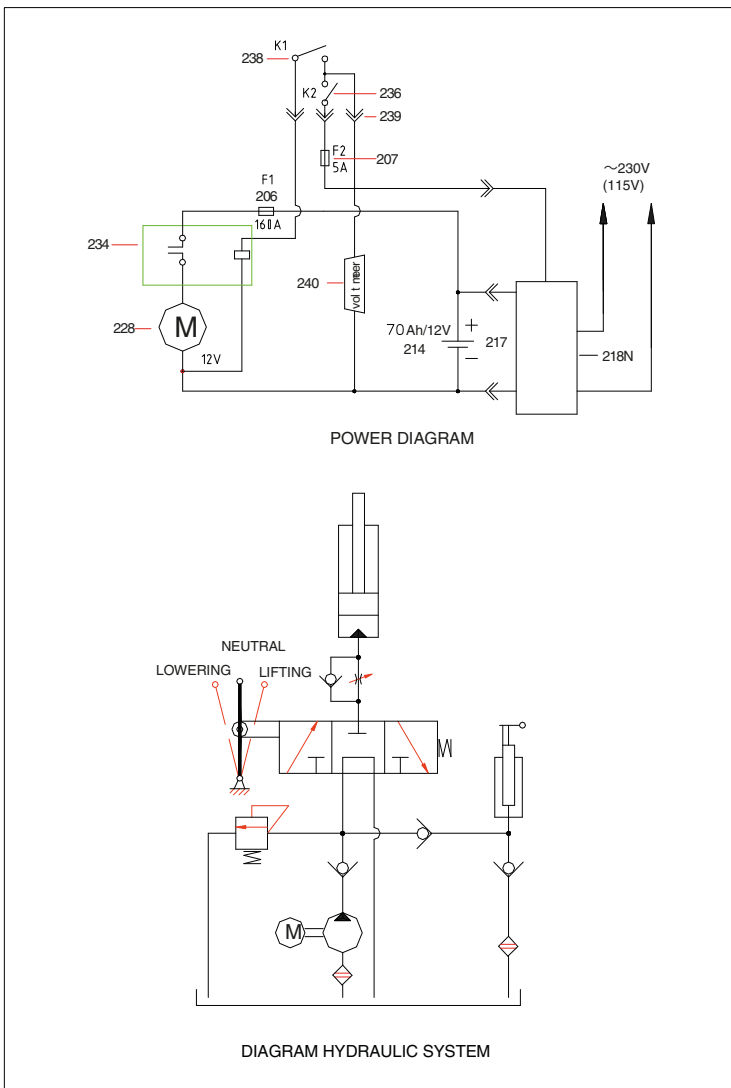 K1
238
K2
236
239
F2
207
5A
~230V
(115V)
F1
206
160A
234
240
vol t meer
70Ah/12V
+
217
214
−
228
M
12V
218N
POWER DIAGRAM
NEUTRAL
LOWERING
LIFTING
M
DIAGRAM HYDRAULIC SYSTEM